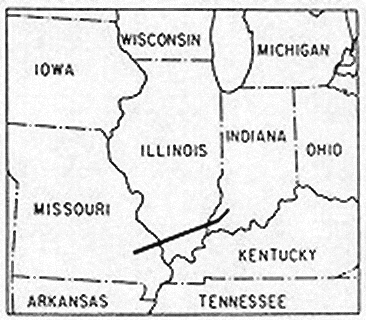 WISCONSIN
MICHIGAN
IOWA
ILLINOIS
INDIANA
OHIO
MISSOURI
KENTUCKY
ARKANSAS
TENNESSEE